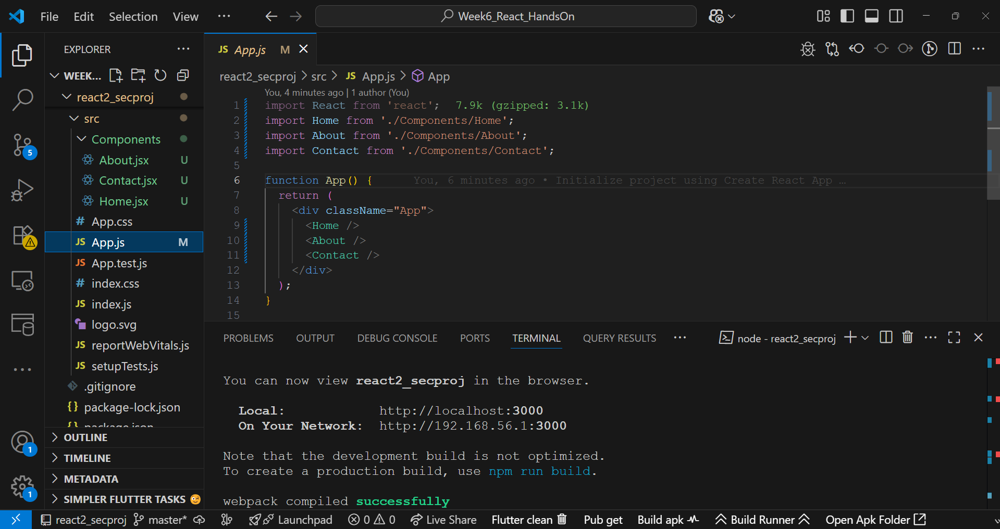 File Edit Selection View ···
Week6_React_HandsOn
EXPLORER
WEEK...
react2_secproj
src
Components
About.jsx U
Contact.jsx U
Home.jsx U
# App.css
JS App.js M
JS App.test.js
# index.css
JS index.js
logo.svg
JS reportWebVitals.js
JS setupTests.js
.gitignore
{} package-lock.json
{} package.json
OUTLINE
TIMELINE
METADATA
SIMPLER FLUTTER TASKS 😉
5
1
1
JS App.js M
react2_secproj > src > JS App.js > App
You, 4 minutes ago | 1 author (You)
1 import React from 'react'; 7.9k (gzipped: 3.1k)
2 import Home from './Components/Home';
3 import About from './Components/About';
4 import Contact from './Components/Contact';
5
6 function App() { You, 6 minutes ago • Initialize project using Create React App …
7 return (
8 <div className="App">
9 <Home />
10 <About />
11 <Contact />
12 </div>
13 );
14 }
15
PROBLEMS OUTPUT DEBUG CONSOLE PORTS TERMINAL QUERY RESULTS ··· node - react2_secproj
You can now view react2_secproj in the browser.
Local: http://localhost:3000
On Your Network: http://192.168.56.1:3000
Note that the development build is not optimized.
To create a production build, use npm run build.
webpack compiled successfully
react2_secproj master* Launchpad 0 0 Live Share Flutter clean Pub get Build apk Build Runner Open Apk Folder